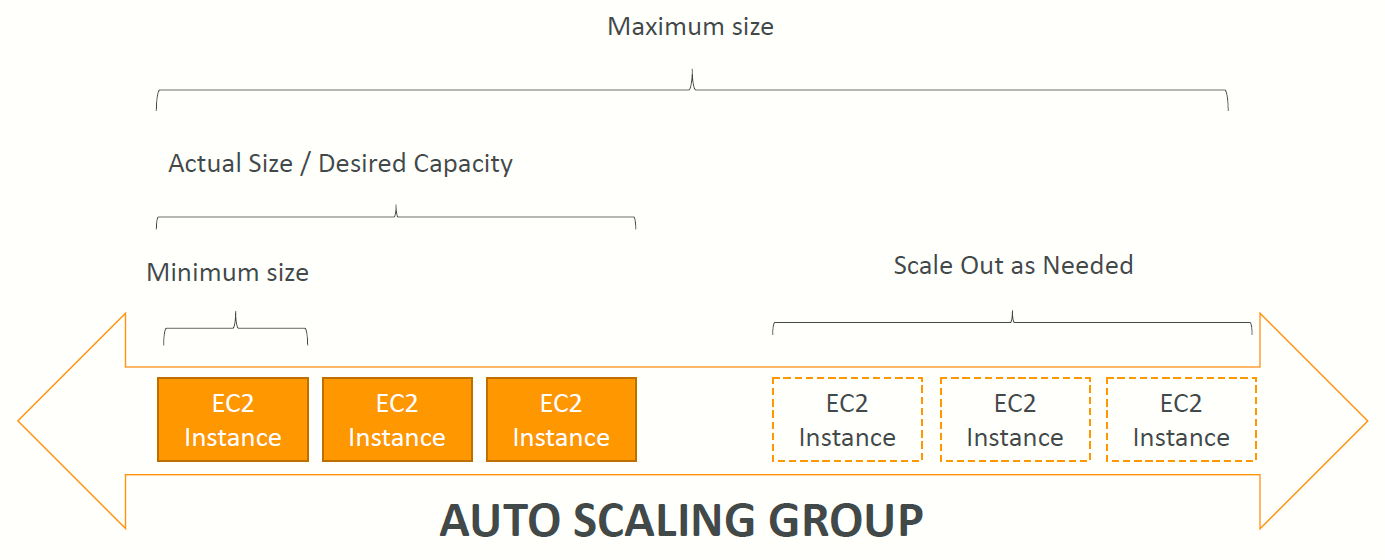 Maximum size
Actual Size / Desired Capacity
Minimum size
Scale Out as Needed
EC2
Instance
EC2
Instance
EC2
Instance
EC2
Instance
EC2
Instance
EC2
Instance
AUTO SCALING GROUP